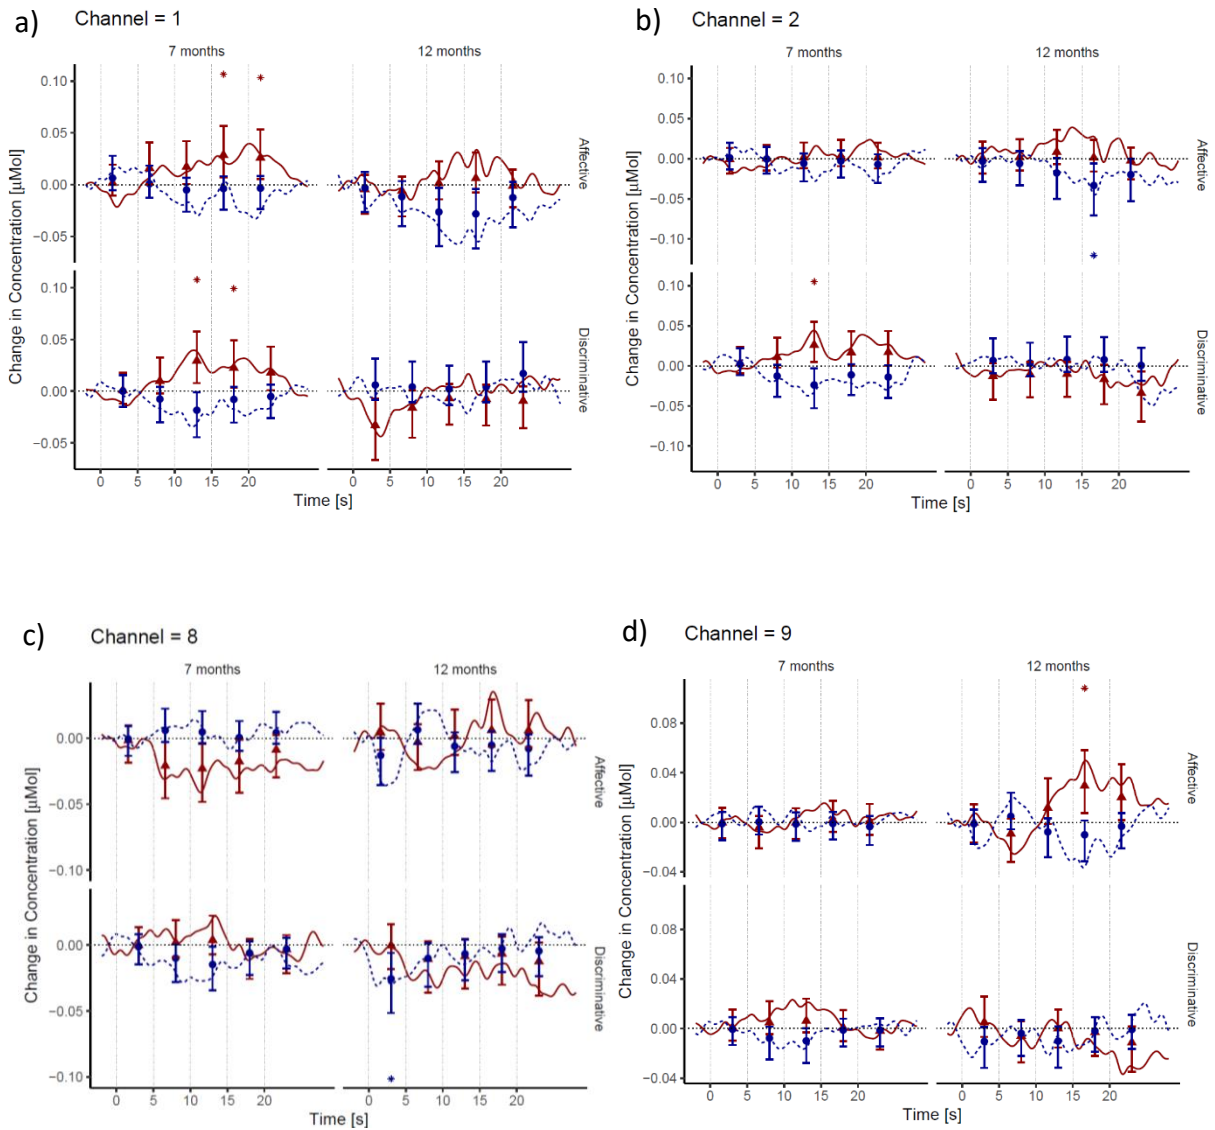 a) Channel = 1
7 months 12 months
0.10
0.05
0.00
−0.05
Affective
0.10
0.05
0.00
−0.05
Discriminative
Change in Concentration [µMol]
0 5 10 15 20 0 5 10 15 20
Time [s]
b) Channel = 2
7 months 12 months
0.10
0.05
0.00
−0.05
−0.10
Affective
0.10
0.05
0.00
−0.05
−0.10
Discriminative
Change in Concentration [µMol]
0 5 10 15 20 0 5 10 15 20
Time [s]
c) Channel = 8
7 months 12 months
0.00
−0.05
−0.10
Affective
0.00
−0.05
−0.10
Discriminative
Change in Concentration [µMol]
0 5 10 15 20 0 5 10 15 20
Time [s]
d) Channel = 9
7 months 12 months
0.08
0.04
0.00
−0.04
Affective
0.08
0.04
0.00
−0.04
Discriminative
Change in Concentration [µMol]
0 5 10 15 20 0 5 10 15 20
Time [s]